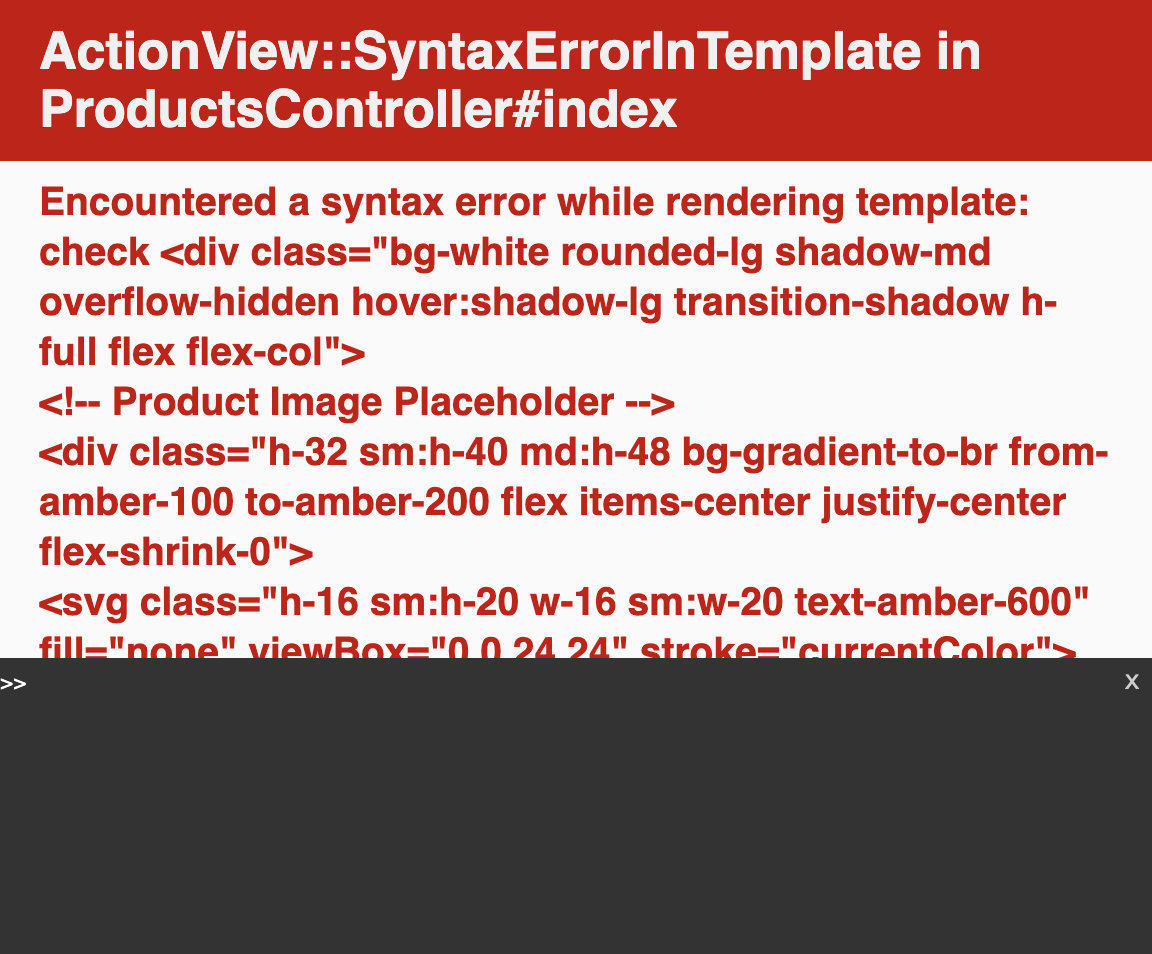 ActionView::SyntaxErrorInTemplate in
ProductsController#index
Encountered a syntax error while rendering template:
check <div class="bg-white rounded-lg shadow-md
overflow-hidden hover:shadow-lg transition-shadow h-
full flex flex-col">
<!-- Product Image Placeholder -->
<div class="h-32 sm:h-40 md:h-48 bg-gradient-to-br from-
amber-100 to-amber-200 flex items-center justify-center
flex-shrink-0">
<svg class="h-16 sm:h-20 w-16 sm:w-20 text-amber-600"
fill="none" viewBox="0 0 24 24" stroke="currentColor">
>>
x